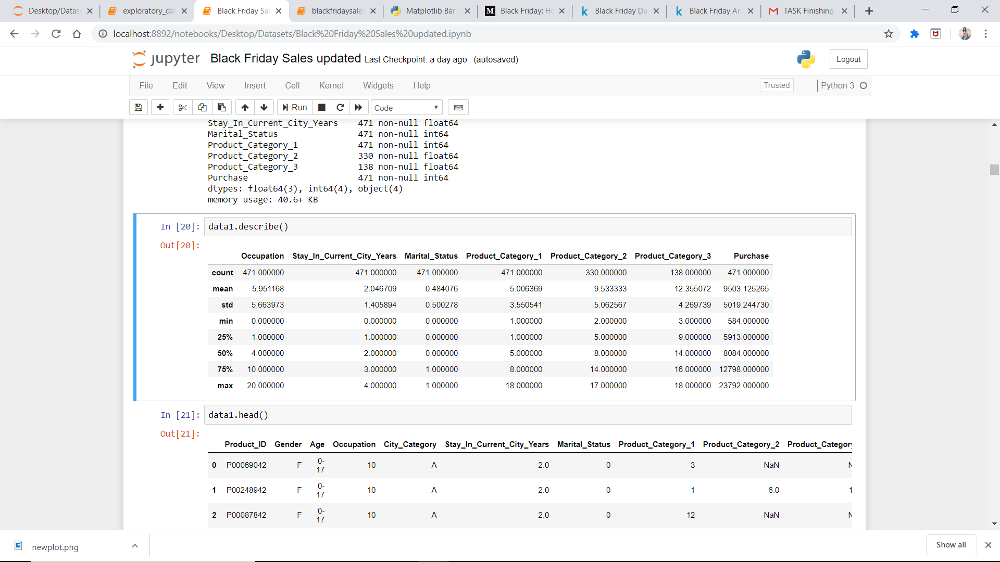 Desktop/Datase
exploratory_dat
Black Friday Sal
blackfridaysales
Matplotlib Bar
Black Friday: Ho
Black Friday Da
Black Friday An
TASK Finishing
localhost:8892/notebooks/Desktop/Datasets/Black%20Friday%20Sales%20updated.ipynb
jupyter Black Friday Sales updated Last Checkpoint: a day ago (autosaved) Logout
File Edit View Insert Cell Kernel Widgets Help Trusted Python 3
Run Code
Stay_In_Current_City_Years 471 non-null float64
Marital_Status 471 non-null int64
Product_Category_1 471 non-null int64
Product_Category_2 330 non-null float64
Product_Category_3 138 non-null float64
Purchase 471 non-null int64
dtypes: float64(3), int64(4), object(4)
memory usage: 40.6+ KB
In [20]: data1.describe()
Out[20]:
Occupation Stay_In_Current_City_Years Marital_Status Product_Category_1 Product_Category_2 Product_Category_3 Purchase
count 471.000000 471.000000 471.000000 471.000000 330.000000 138.000000 471.000000
mean 5.951168 2.046709 0.484076 5.006369 9.533333 12.355072 9503.125265
std 5.663973 1.405894 0.500278 3.550541 5.062567 4.269739 5019.244730
min 0.000000 0.000000 0.000000 1.000000 2.000000 3.000000 584.000000
25% 1.000000 1.000000 0.000000 1.000000 5.000000 9.000000 5913.000000
50% 4.000000 2.000000 0.000000 5.000000 8.000000 14.000000 8084.000000
75% 10.000000 3.000000 1.000000 8.000000 14.000000 16.000000 12798.000000
max 20.000000 4.000000 1.000000 18.000000 17.000000 18.000000 23792.000000
In [21]: data1.head()
Out[21]:
Product_ID Gender Age Occupation City_Category Stay_In_Current_City_Years Marital_Status Product_Category_1 Product_Category_2 Product_Category
0 P00069042 F 0-17 10 A 2.0 0 3 NaN N
1 P00248942 F 0-17 10 A 2.0 0 1 6.0 1
2 P00087842 F 0-17 10 A 2.0 0 12 NaN N
newplot.png Show all